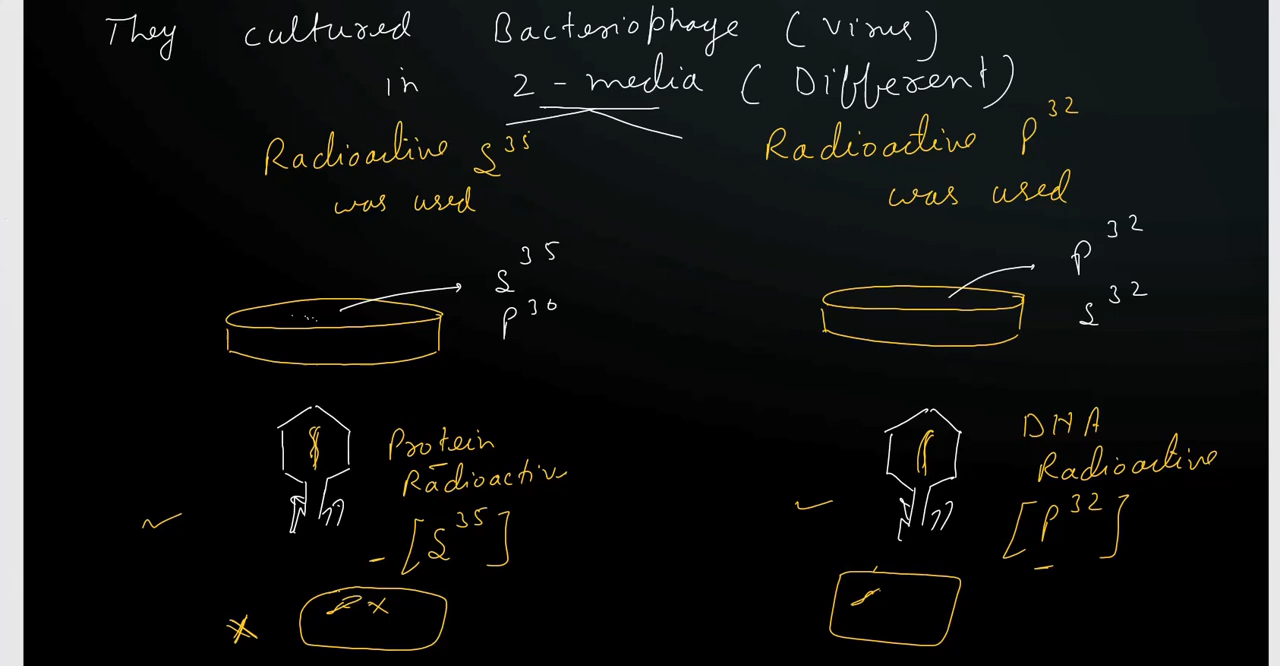 They cultured Bacteriophage (virus)
in 2-media (Different)
Radioactive S³⁵
was used
Radioactive P³²
was used
S³⁵
P³⁰
P³²
S³²
Protein
Radioactive
[S³⁵]
DNA
Radioactive
[P³²]